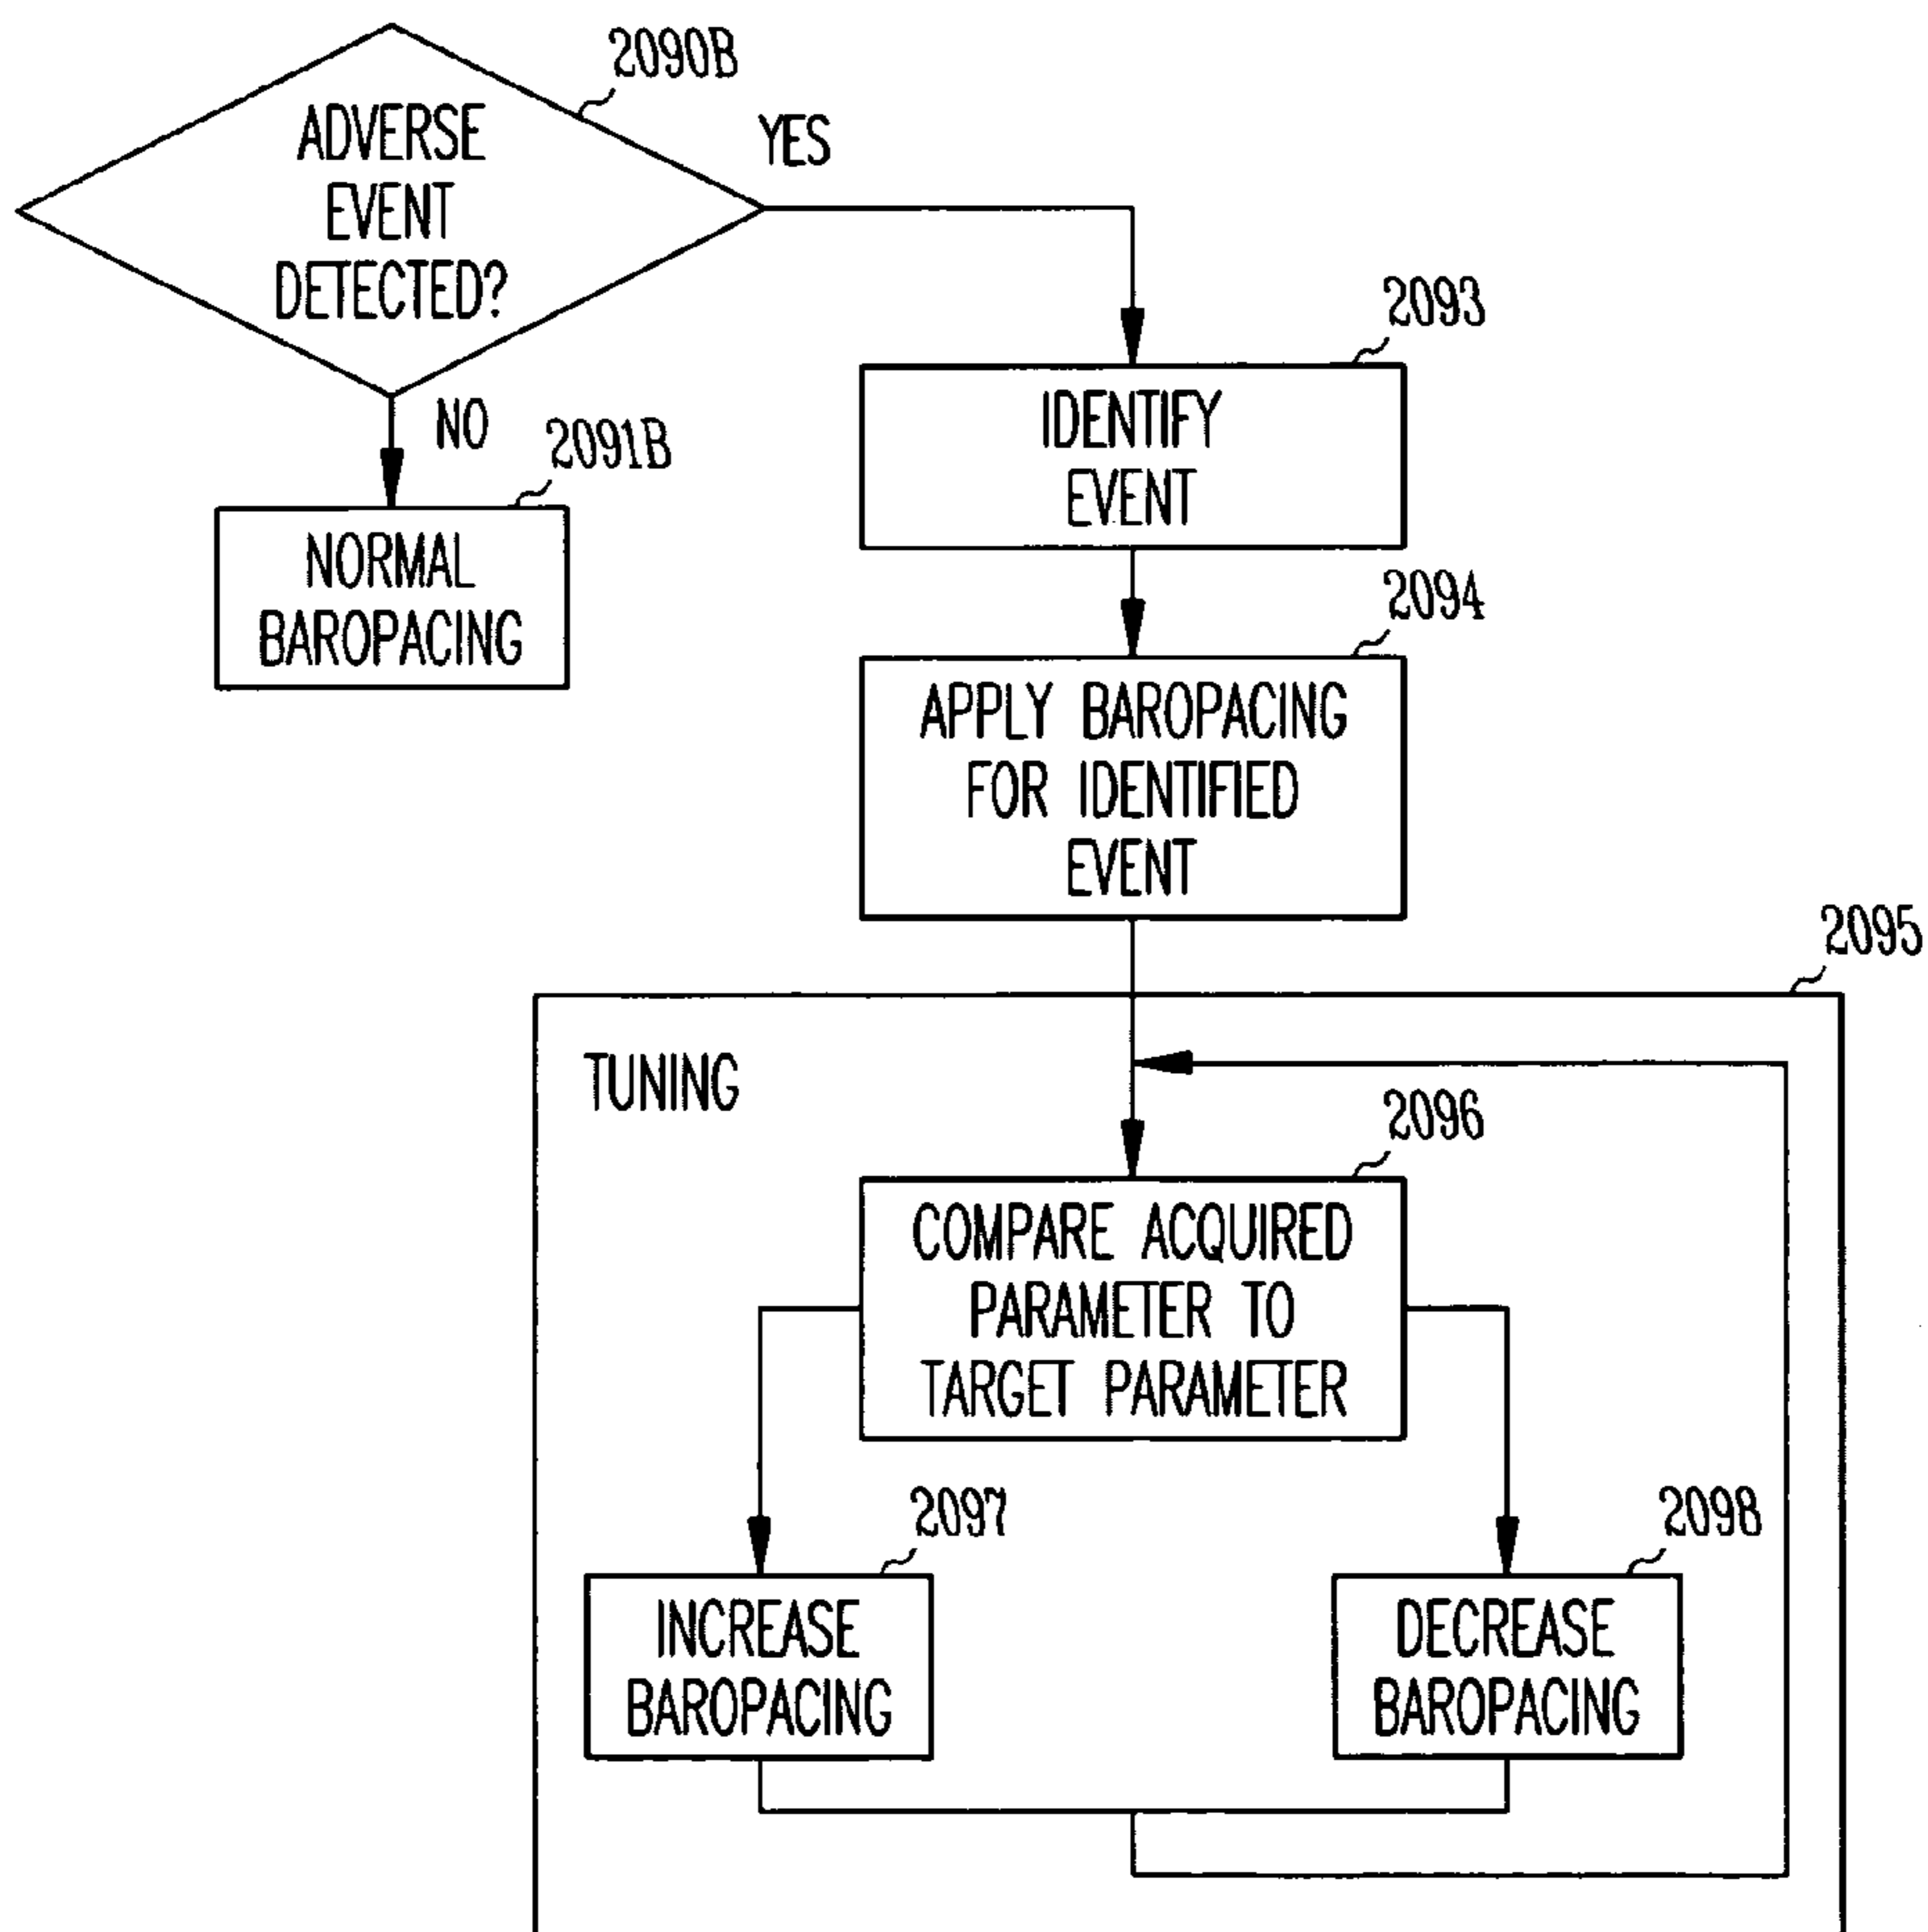 2090B
ADVERSE
EVENT
DETECTED?
YES
NO
2091B
NORMAL
BAROPACING
2093
IDENTIFY
EVENT
2094
APPLY BAROPACING
FOR IDENTIFIED
EVENT
2095
TUNING
2096
COMPARE ACQUIRED
PARAMETER TO
TARGET PARAMETER
2097
INCREASE
BAROPACING
2098
DECREASE
BAROPACING